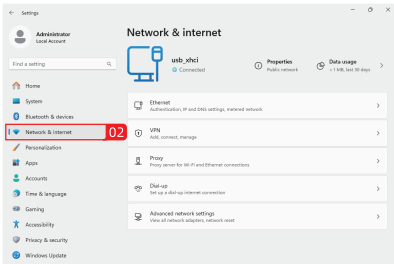 Settings
Administrator
Local Account
Find a setting
Home
System
Bluetooth & devices
Network & internet
02
Personalization
Apps
Accounts
Time & language
Gaming
Accessibility
Privacy & security
Windows Update
Network & internet
usb_xhci
Connected
Properties
Public network
Data usage
< 1 MB, last 30 days
Ethernet
Authentication, IP and DNS settings, metered network
VPN
Add, connect, manage
Proxy
Proxy server for Wi-Fi and Ethernet connections
Dial-up
Set up a dial-up internet connection
Advanced network settings
View all network adapters, network reset